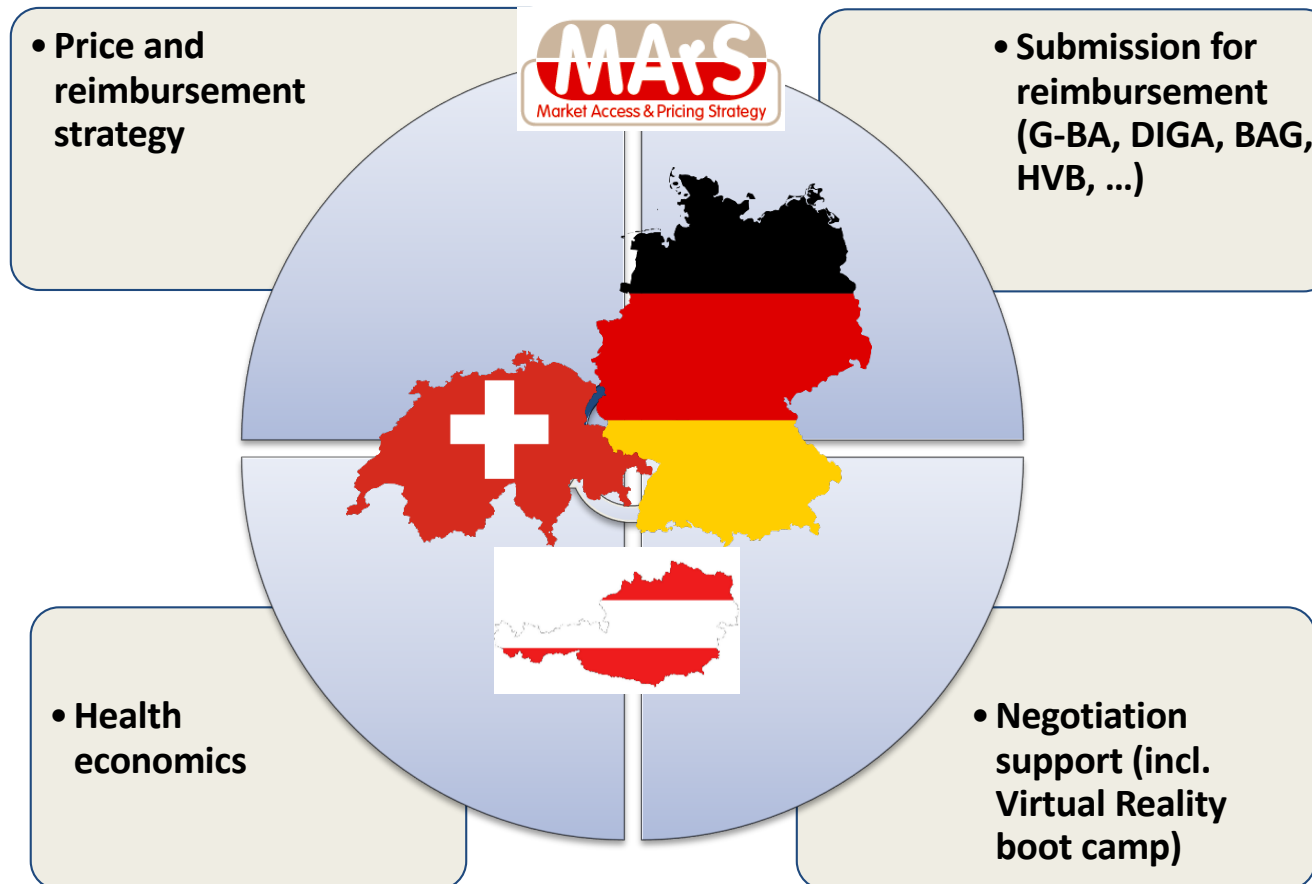 MArS
Market Access & Pricing Strategy
• Price and
reimbursement
strategy
• Submission for
reimbursement
(G-BA, DIGA, BAG,
HVB, ...)
• Health
economics
• Negotiation
support (incl.
Virtual Reality
boot camp)